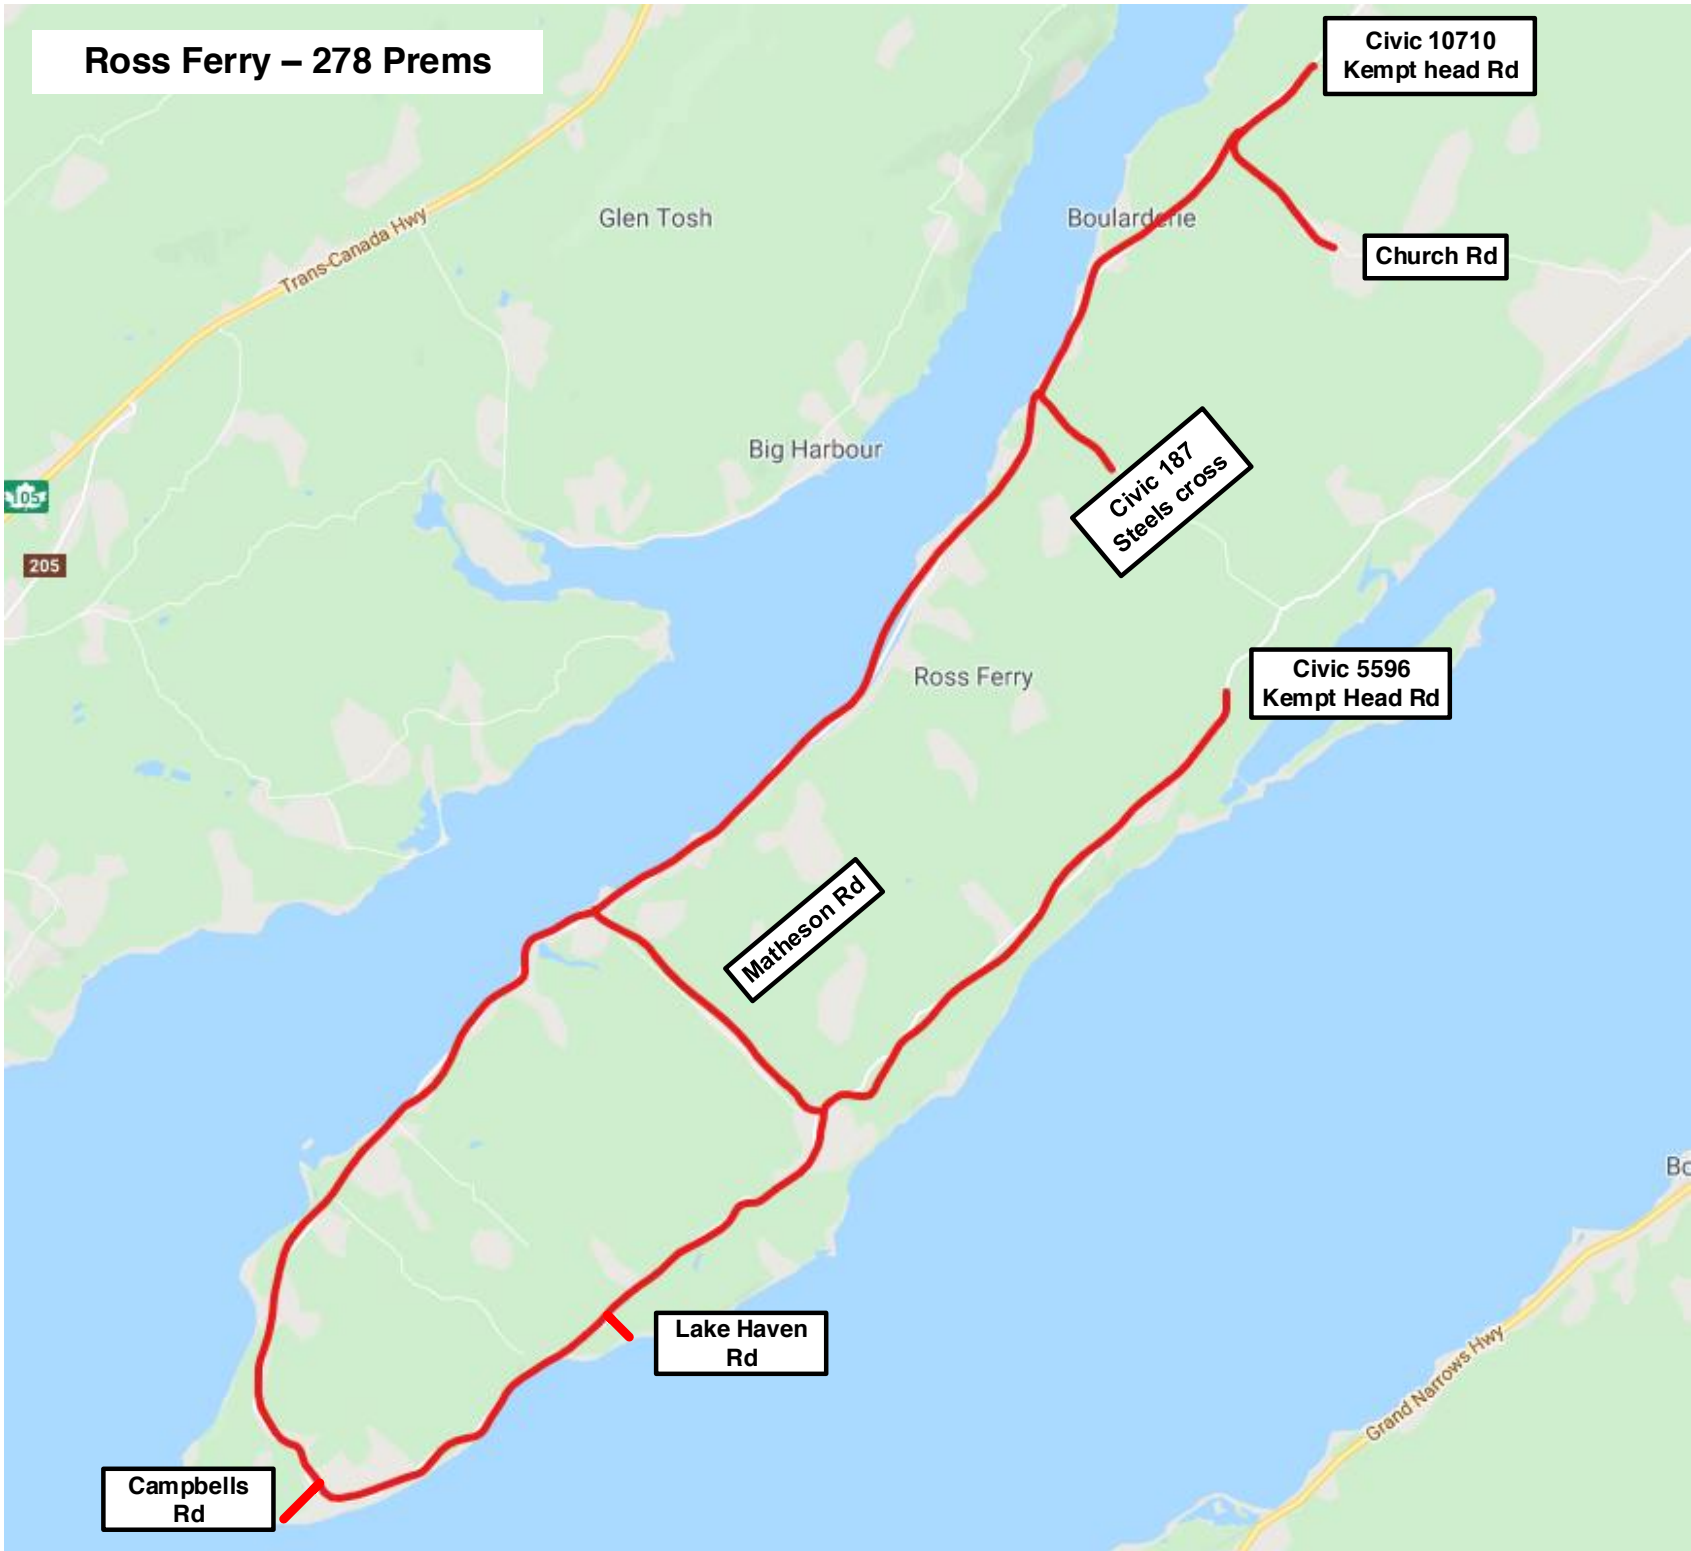 Ross Ferry – 278 Prems
Civic 10710
Kempt head Rd
Trans-Canada Hwy
Glen Tosh
Boularderie
Church Rd
Big Harbour
Civic 187
Steels cross
105
205
Ross Ferry
Civic 5596
Kempt Head Rd
Matheson Rd
Bo
Lake Haven
Rd
Grand Narrows Hwy
Campbells
Rd